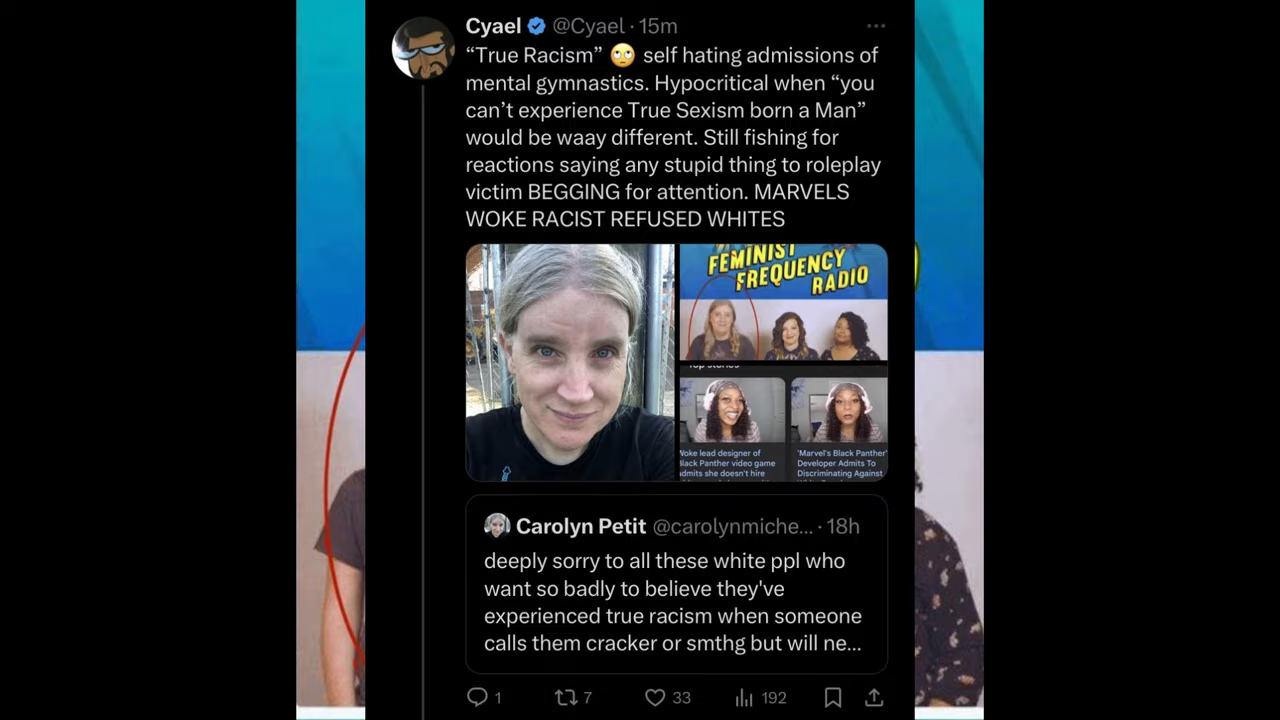 Cyael @Cyael · 15m
“True Racism” 🙄 self hating admissions of
mental gymnastics. Hypocritical when “you
can’t experience True Sexism born a Man”
would be waay different. Still fishing for
reactions saying any stupid thing to roleplay
victim BEGGING for attention. MARVELS
WOKE RACIST REFUSED WHITES
FEMINIST
FREQUENCY
RADIO
Top stories
Woke lead designer of
Black Panther video game
admits she doesn't hire
'Marvel's Black Panther'
Developer Admits To
Discriminating Against
Carolyn Petit @carolynmiche... · 18h
deeply sorry to all these white ppl who
want so badly to believe they've
experienced true racism when someone
calls them cracker or smthg but will ne...
1 7 33 192